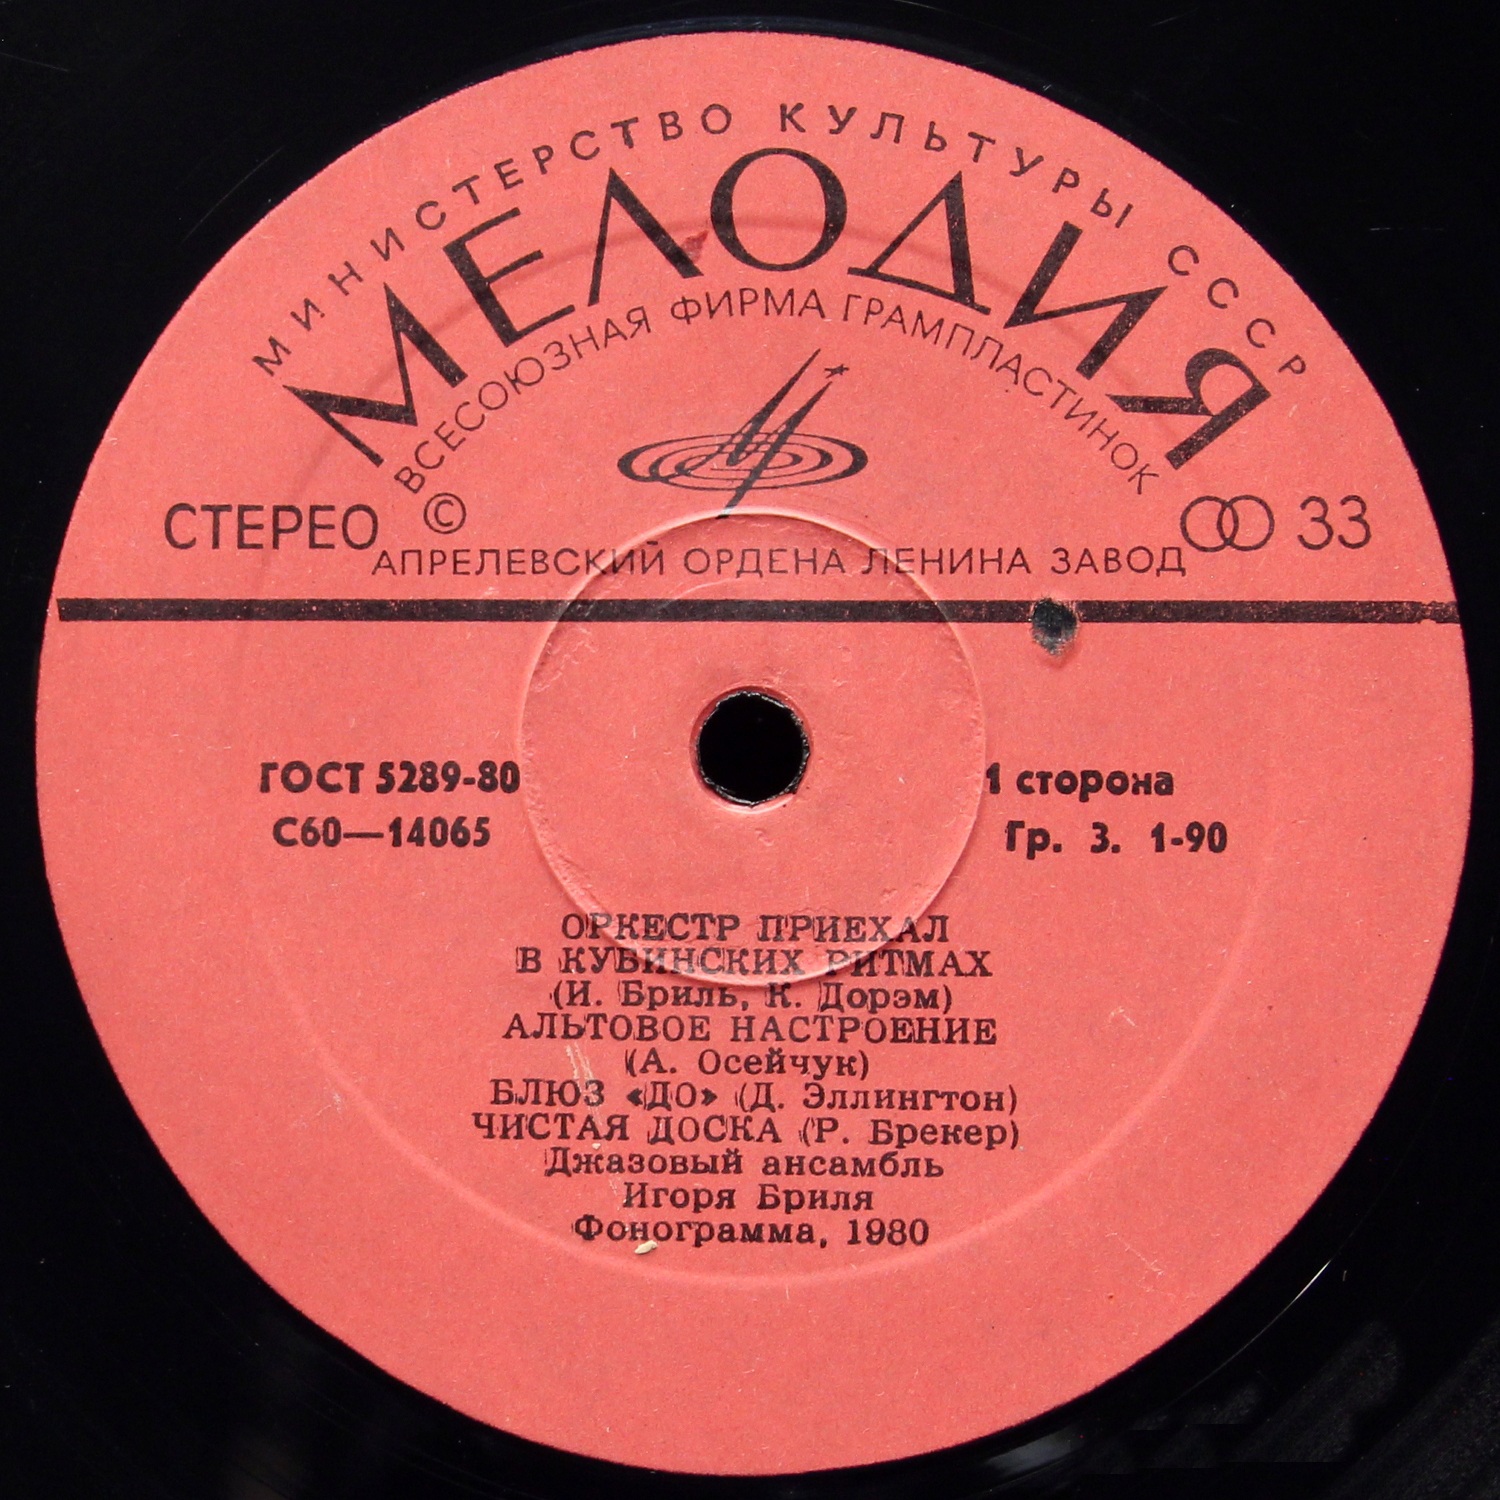 МИНИСТЕРСТВО КУЛЬТУРЫ СССР
МЕЛОДИЯ
ВСЕСОЮЗНАЯ ФИРМА ГРАМПЛАСТИНОК
СТЕРЕО © 33
АПРЕЛЕВСКИЙ ОРДЕНА ЛЕНИНА ЗАВОД
ГОСТ 5289-80 1 сторона
С60—14065 Гр. 3. 1-90
ОРКЕСТР ПРИЕХАЛ
В КУБИНСКИХ РИТМАХ
(И. Бриль, К. Дорэм)
АЛЬТОВОЕ НАСТРОЕНИЕ
(А. Осейчук)
БЛЮЗ «ДО» (Д. Эллингтон)
ЧИСТАЯ ДОСКА (Р. Брекер)
Джазовый ансамбль
Игоря Бриля
Фонограмма, 1980